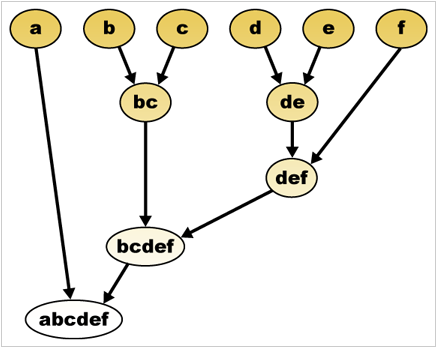 a b c d e f
bc de
def
bcdef
abcdef